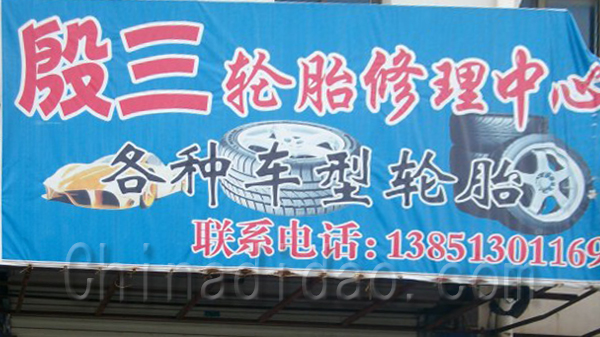 殷三轮胎修理中心
各种车型轮胎
联系电话:13851301169
Chinadidao.com